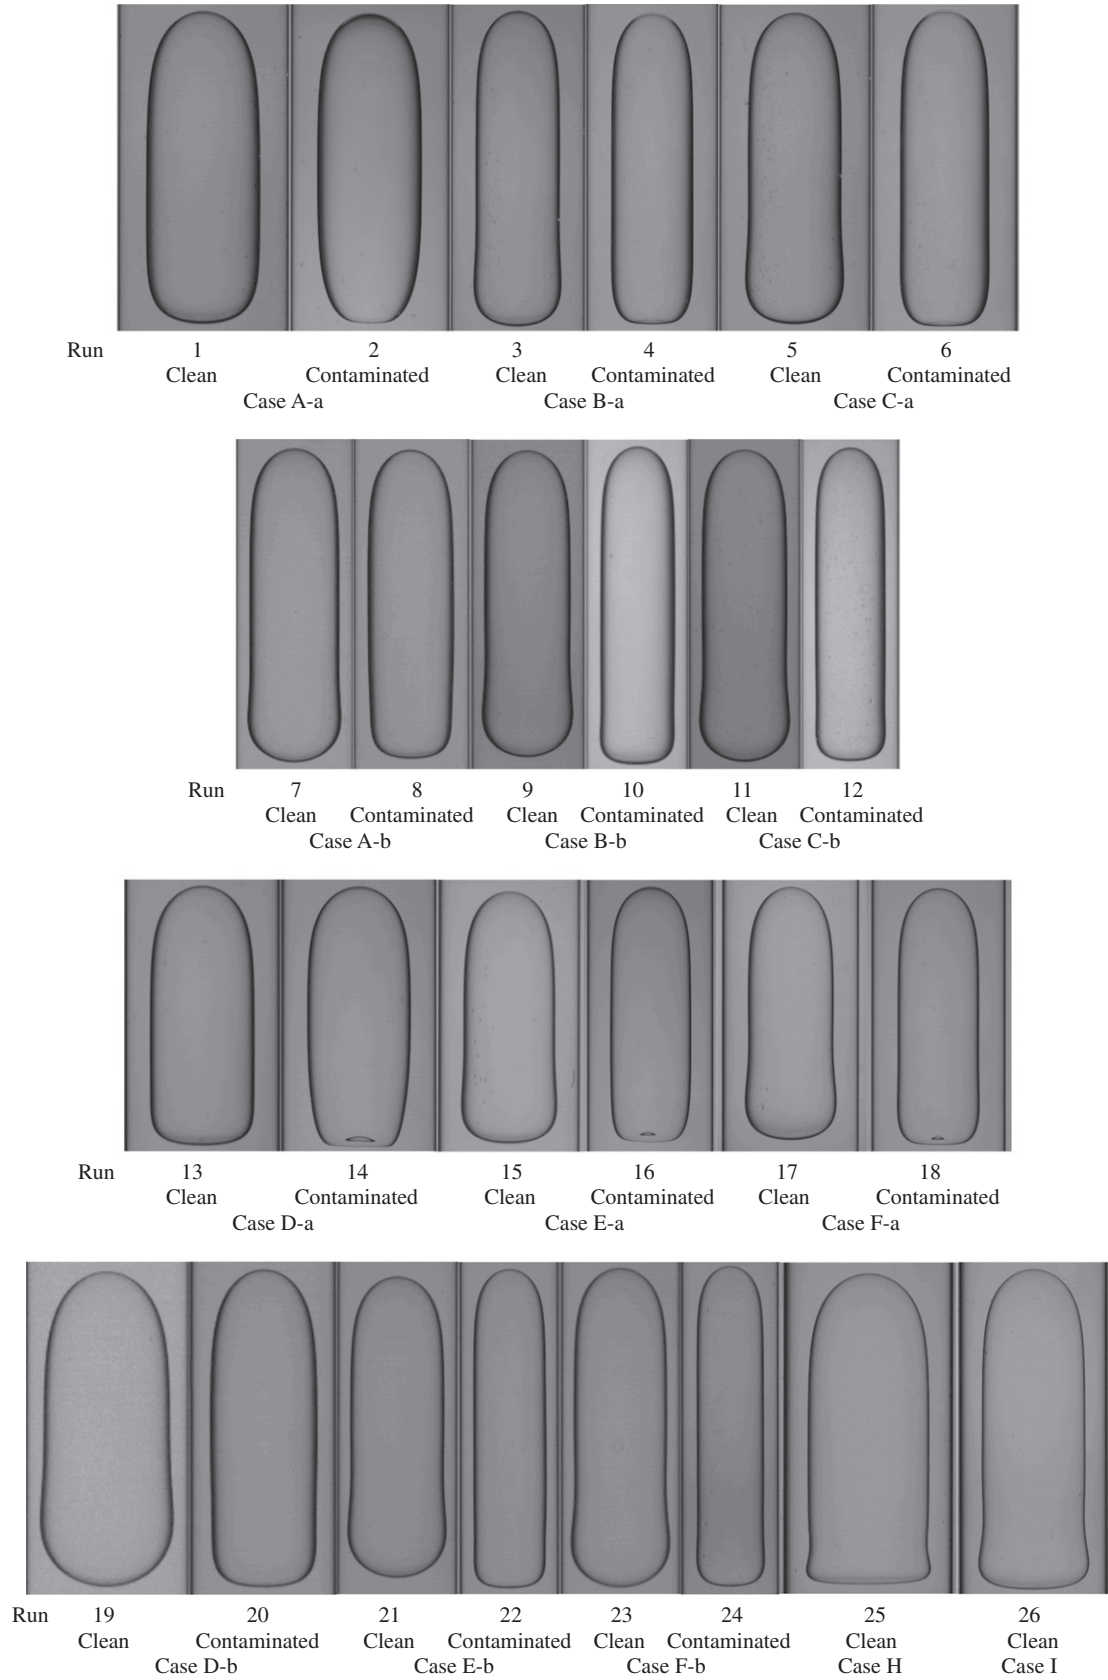 Run 1 2 3 4 5 6
Clean Contaminated Clean Contaminated Clean Contaminated
Case A-a Case B-a Case C-a
Run 7 8 9 10 11 12
Clean Contaminated Clean Contaminated Clean Contaminated
Case A-b Case B-b Case C-b
Run 13 14 15 16 17 18
Clean Contaminated Clean Contaminated Clean Contaminated
Case D-a Case E-a Case F-a
Run 19 20 21 22 23 24 25 26
Clean Contaminated Clean Contaminated Clean Contaminated Clean Clean
Case D-b Case E-b Case F-b Case H Case I